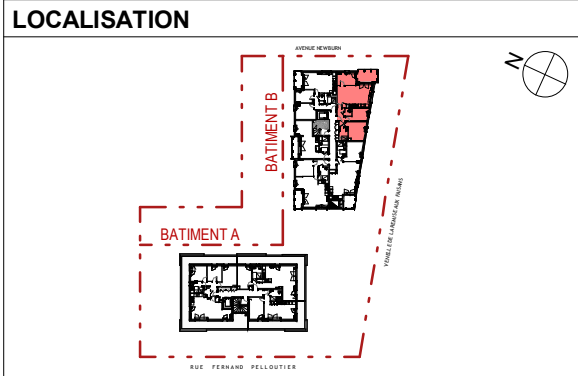 LOCALISATION
AVENUE NEWBURN
N
BATIMENT B
BATIMENT A
RUE FERNAND PELLOUTIER